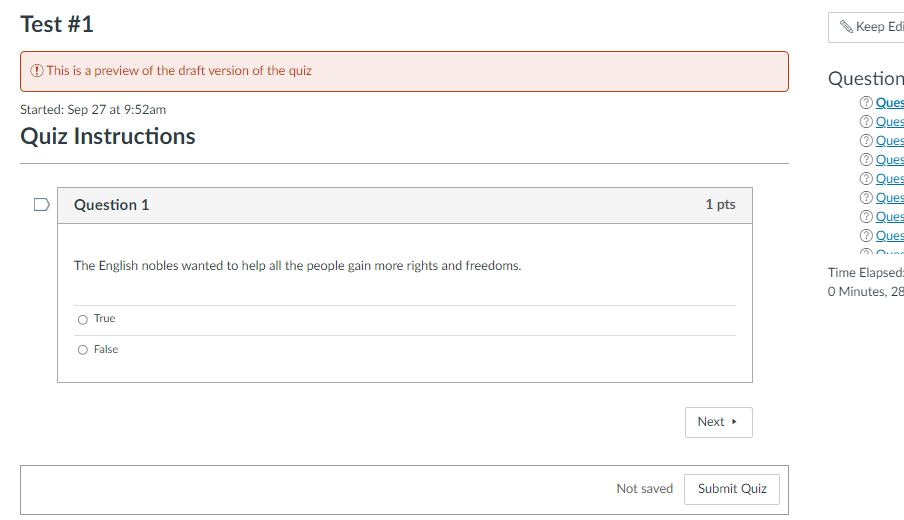 Test #1
This is a preview of the draft version of the quiz
Started: Sep 27 at 9:52am
Quiz Instructions
Question 1
1 pts
The English nobles wanted to help all the people gain more rights and freedoms.
True
False
Next
Not saved
Submit Quiz
Keep Edi
Question
Ques
Ques
Ques
Ques
Ques
Ques
Ques
Ques
Time Elapsed:
0 Minutes, 28